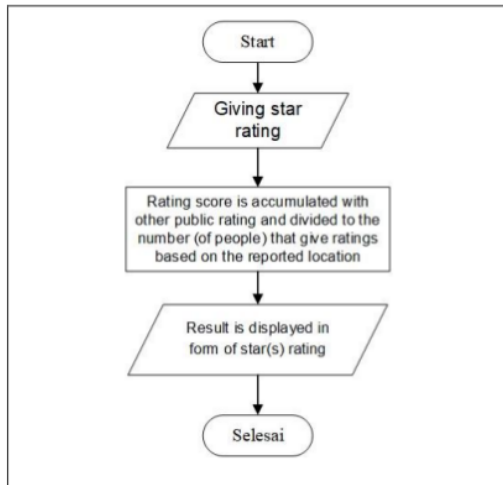 Start
Giving star
rating
Rating score is accumulated with
other public rating and divided to the
number (of people) that give ratings
based on the reported location
Result is displayed in
form of star(s) rating
Selesai